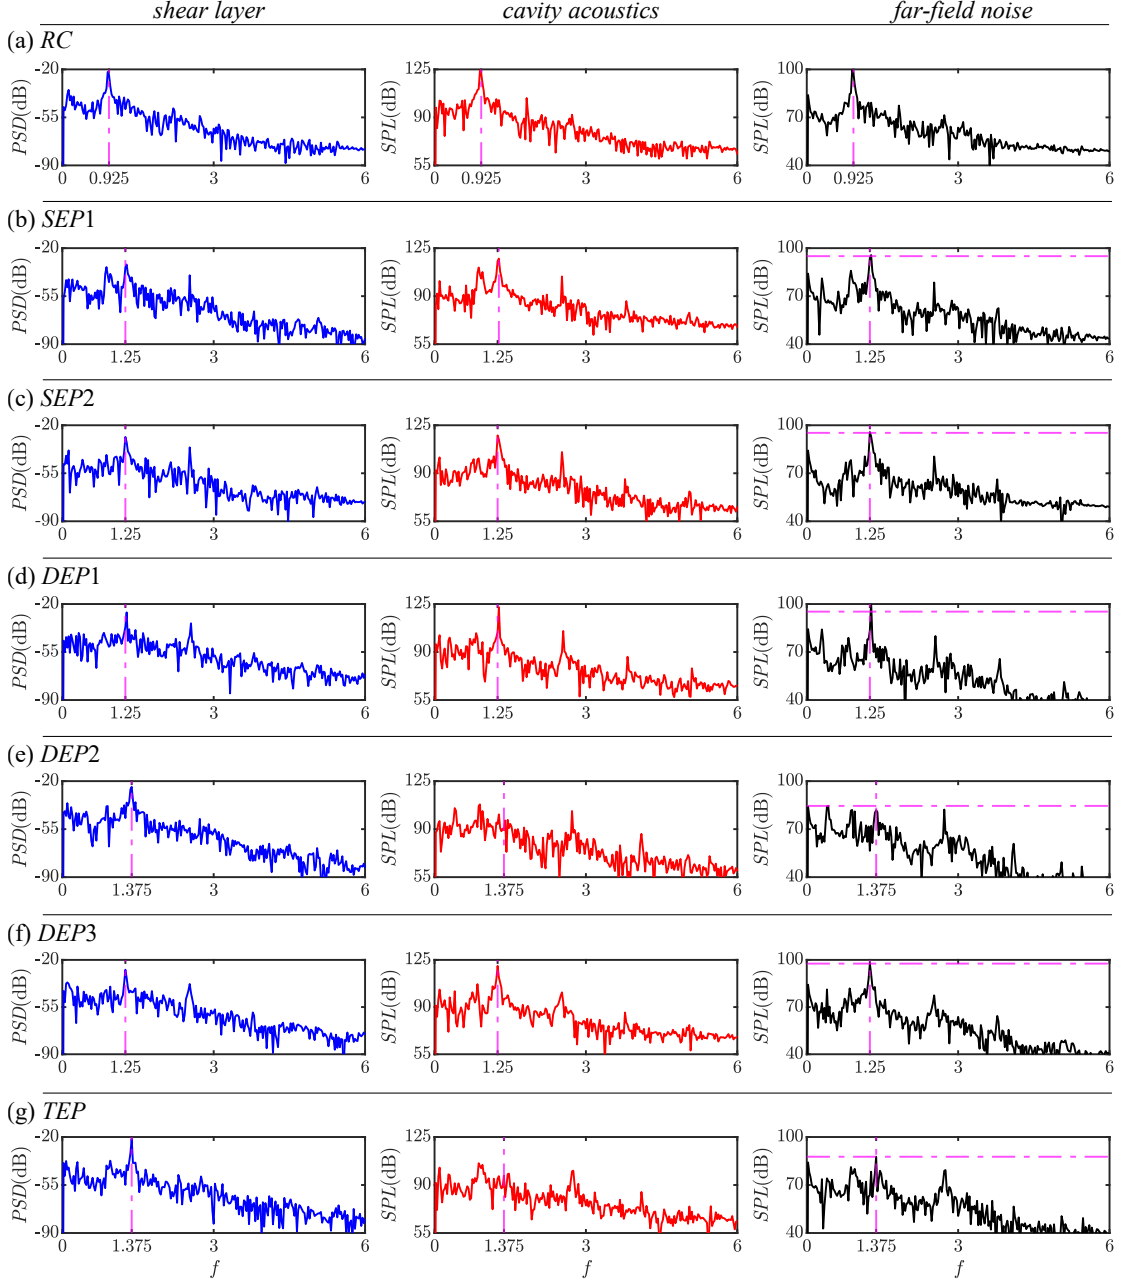 shear layer cavity acoustics far-field noise
(a) RC
PSD(dB) -20 -55 -90 0 0.925 3 6
SPL(dB) 125 90 55 0 0.925 3 6
SPL(dB) 100 70 40 0 0.925 3 6
(b) SEP1
PSD(dB) -20 -55 -90 0 1.25 3 6
SPL(dB) 125 90 55 0 1.25 3 6
SPL(dB) 100 70 40 0 1.25 3 6
(c) SEP2
PSD(dB) -20 -55 -90 0 1.25 3 6
SPL(dB) 125 90 55 0 1.25 3 6
SPL(dB) 100 70 40 0 1.25 3 6
(d) DEP1
PSD(dB) -20 -55 -90 0 1.25 3 6
SPL(dB) 125 90 55 0 1.25 3 6
SPL(dB) 100 70 40 0 1.25 3 6
(e) DEP2
PSD(dB) -20 -55 -90 0 1.375 3 6
SPL(dB) 125 90 55 0 1.375 3 6
SPL(dB) 100 70 40 0 1.375 3 6
(f) DEP3
PSD(dB) -20 -55 -90 0 1.25 3 6
SPL(dB) 125 90 55 0 1.25 3 6
SPL(dB) 100 70 40 0 1.25 3 6
(g) TEP
PSD(dB) -20 -55 -90 0 1.375 3 6
SPL(dB) 125 90 55 0 1.375 3 6
SPL(dB) 100 70 40 0 1.375 3 6
f f f